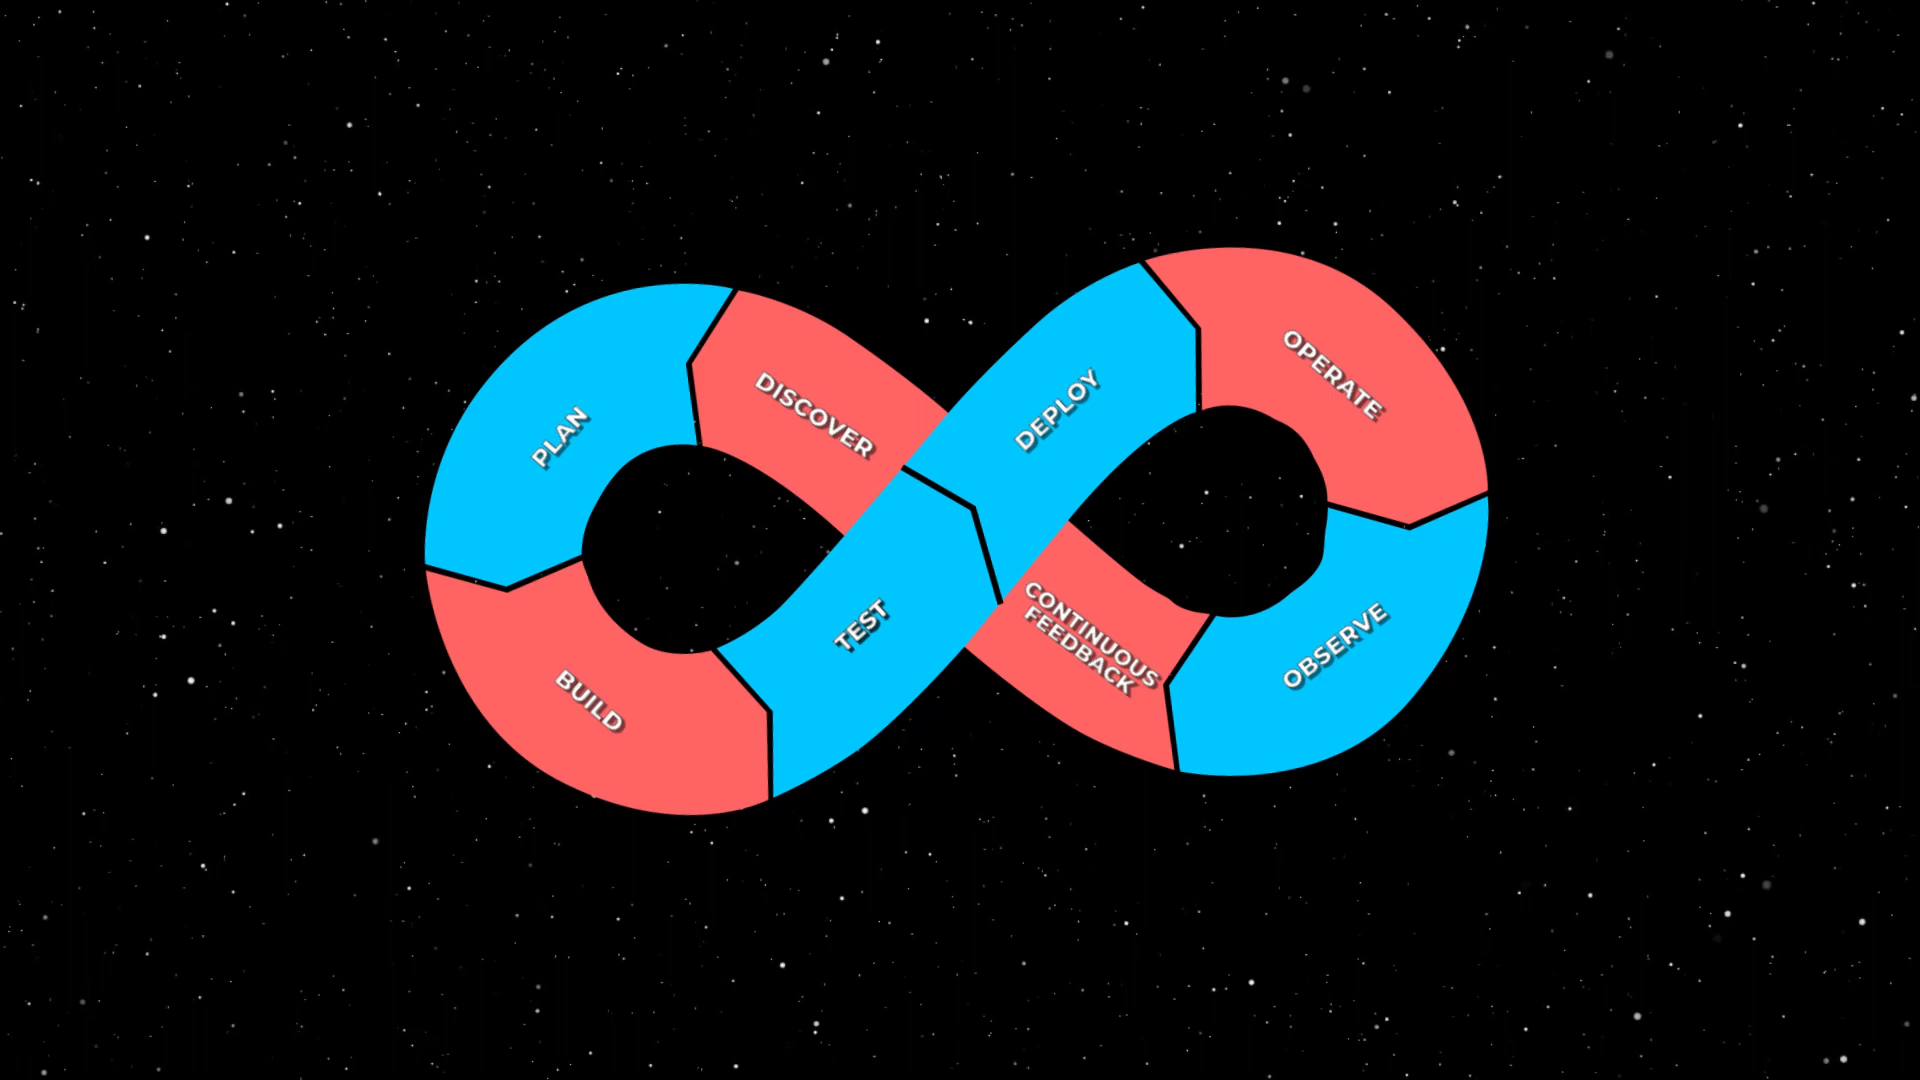 DISCOVER
PLAN
BUILD
TEST
DEPLOY
OPERATE
OBSERVE
CONTINUOUS
FEEDBACK